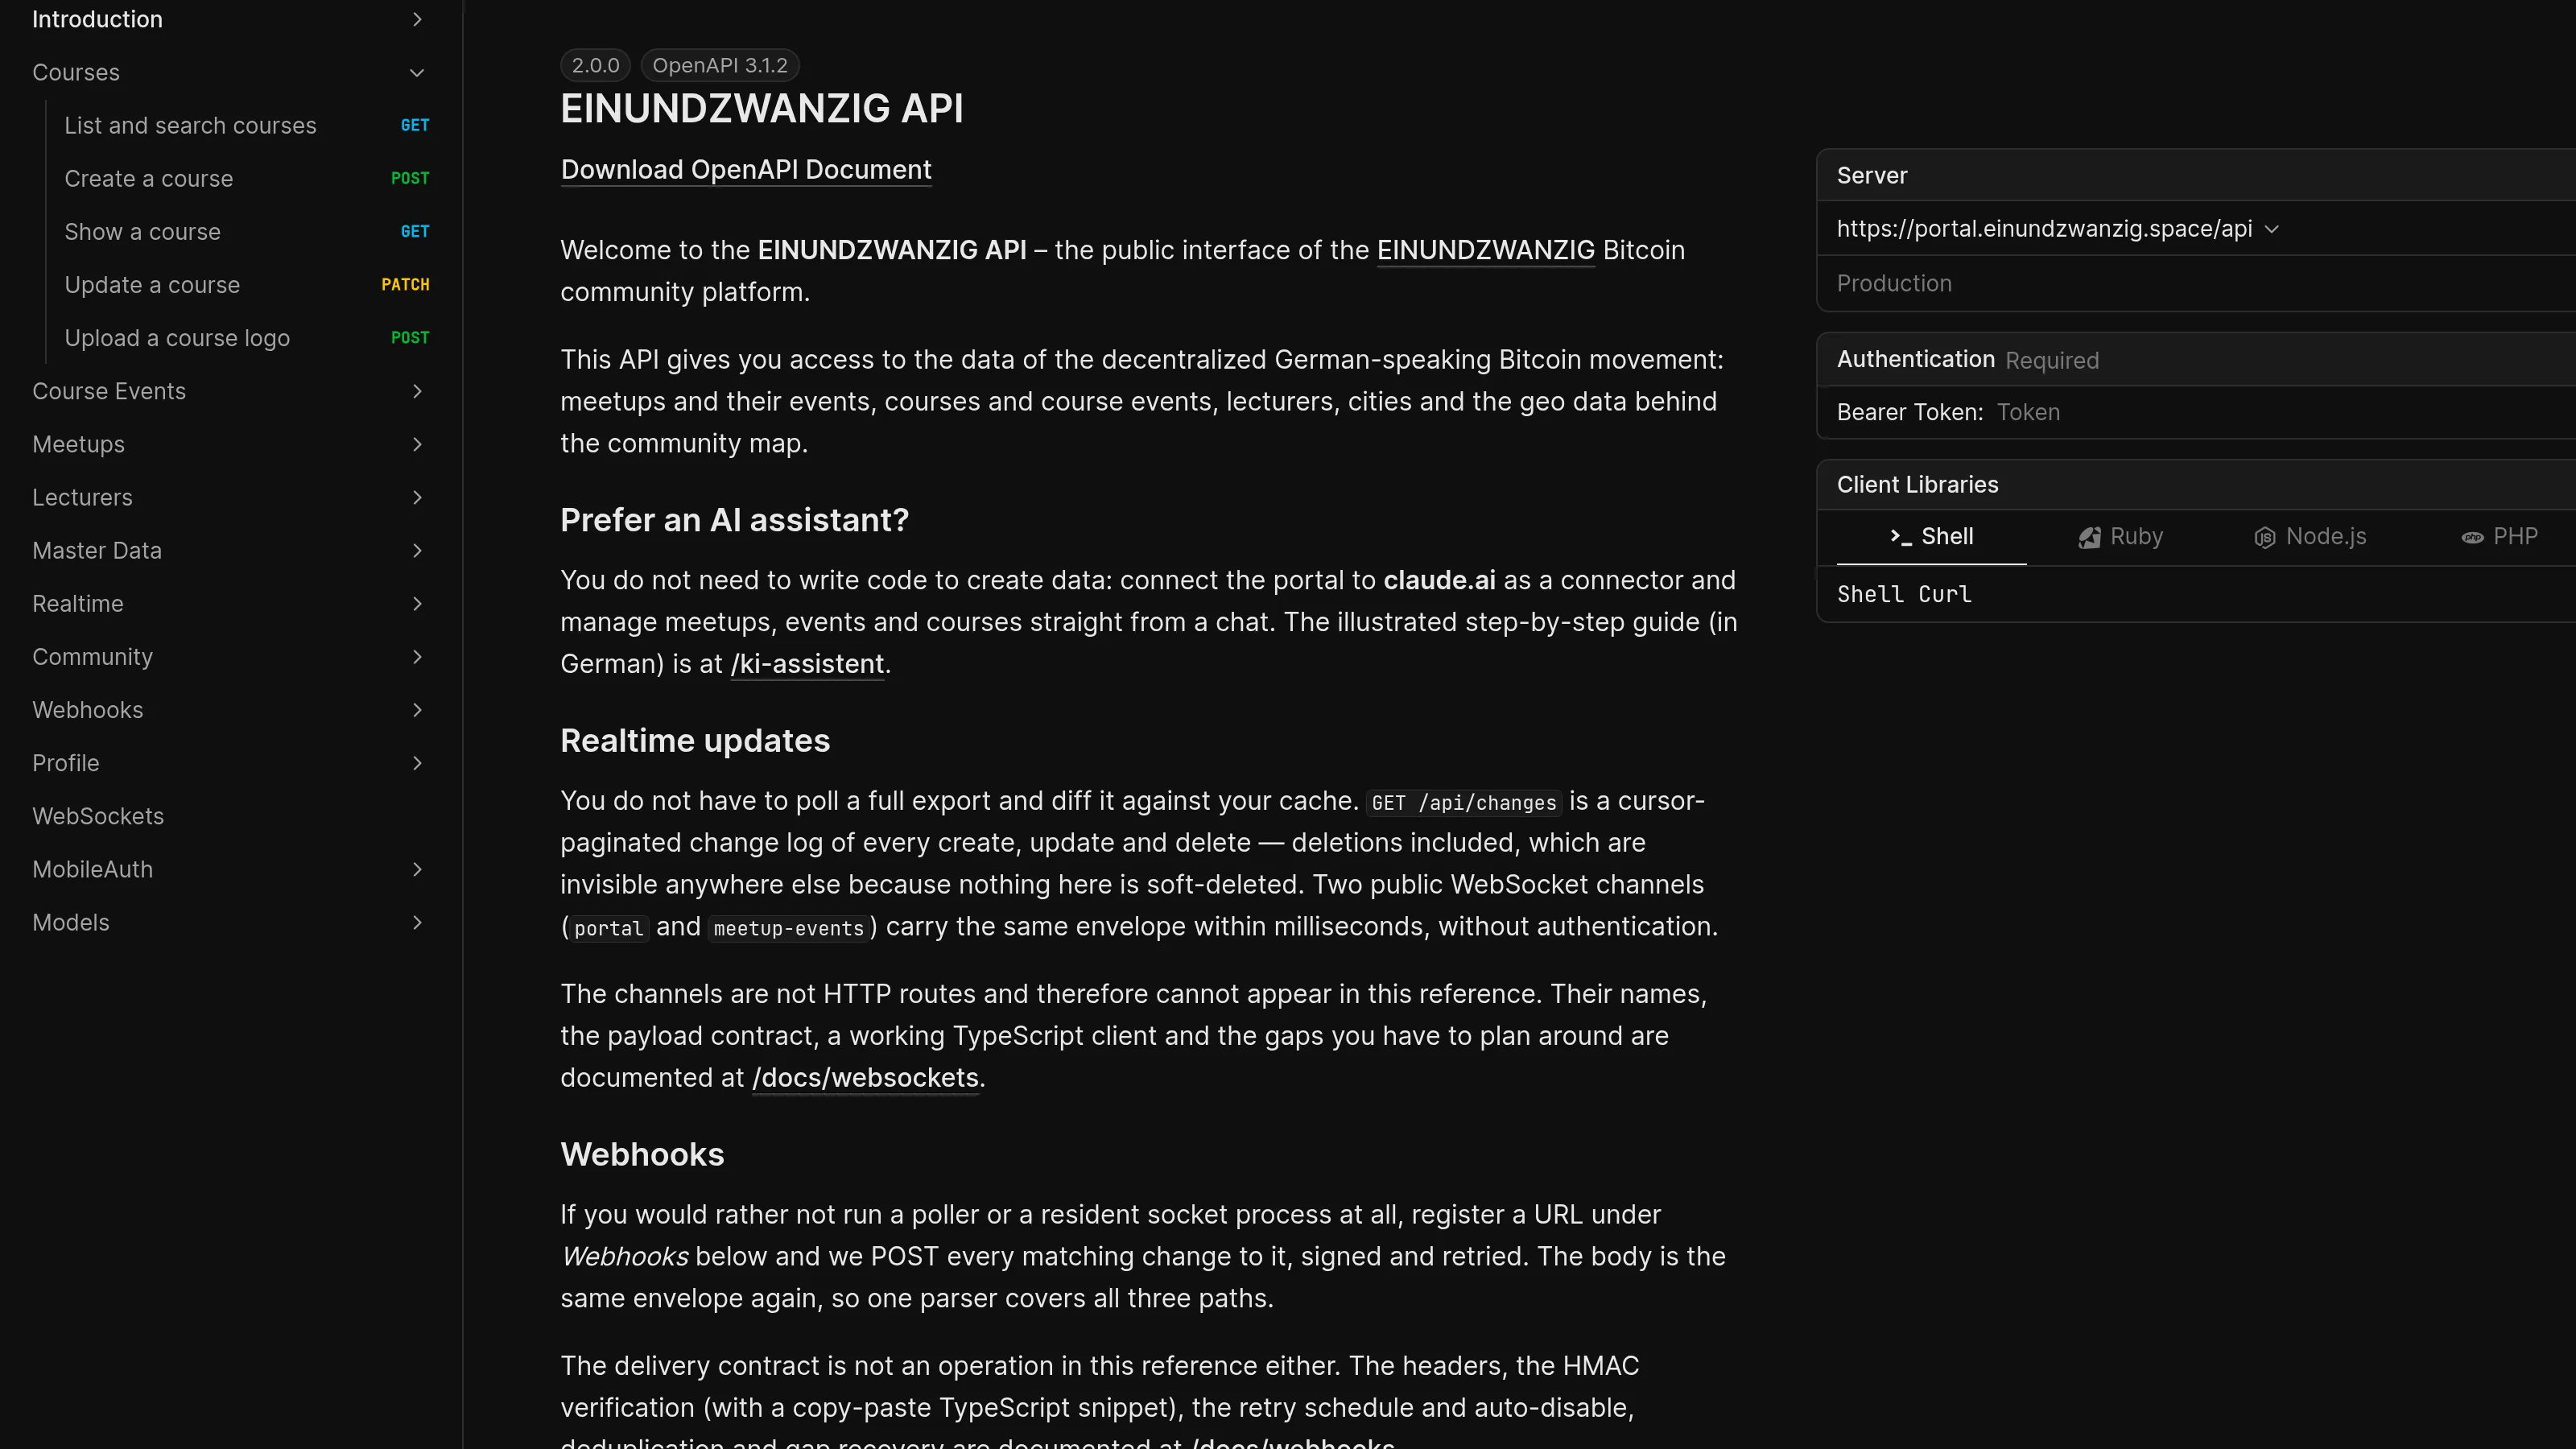 Introduction
Courses
List and search courses GET
Create a course POST
Show a course GET
Update a course PATCH
Upload a course logo POST
Course Events
Meetups
Lecturers
Master Data
Realtime
Community
Webhooks
Profile
WebSockets
MobileAuth
Models
2.0.0 OpenAPI 3.1.2
EINUNDZWANZIG API
Download OpenAPI Document
Welcome to the EINUNDZWANZIG API – the public interface of the EINUNDZWANZIG Bitcoin
community platform.
This API gives you access to the data of the decentralized German-speaking Bitcoin movement:
meetups and their events, courses and course events, lecturers, cities and the geo data behind
the community map.
Prefer an AI assistant?
You do not need to write code to create data: connect the portal to claude.ai as a connector and
manage meetups, events and courses straight from a chat. The illustrated step-by-step guide (in
German) is at /ki-assistent.
Realtime updates
You do not have to poll a full export and diff it against your cache. GET /api/changes is a cursor-
paginated change log of every create, update and delete — deletions included, which are
invisible anywhere else because nothing here is soft-deleted. Two public WebSocket channels
(portal and meetup-events) carry the same envelope within milliseconds, without authentication.
The channels are not HTTP routes and therefore cannot appear in this reference. Their names,
the payload contract, a working TypeScript client and the gaps you have to plan around are
documented at /docs/websockets.
Webhooks
If you would rather not run a poller or a resident socket process at all, register a URL under
Webhooks below and we POST every matching change to it, signed and retried. The body is the
same envelope again, so one parser covers all three paths.
The delivery contract is not an operation in this reference either. The headers, the HMAC
verification (with a copy-paste TypeScript snippet), the retry schedule and auto-disable,
deduplication and gap recovery are documented at /docs/webhooks.
Server
https://portal.einundzwanzig.space/api
Production
Authentication Required
Bearer Token: Token
Client Libraries
Shell Ruby Node.js PHP
Shell Curl